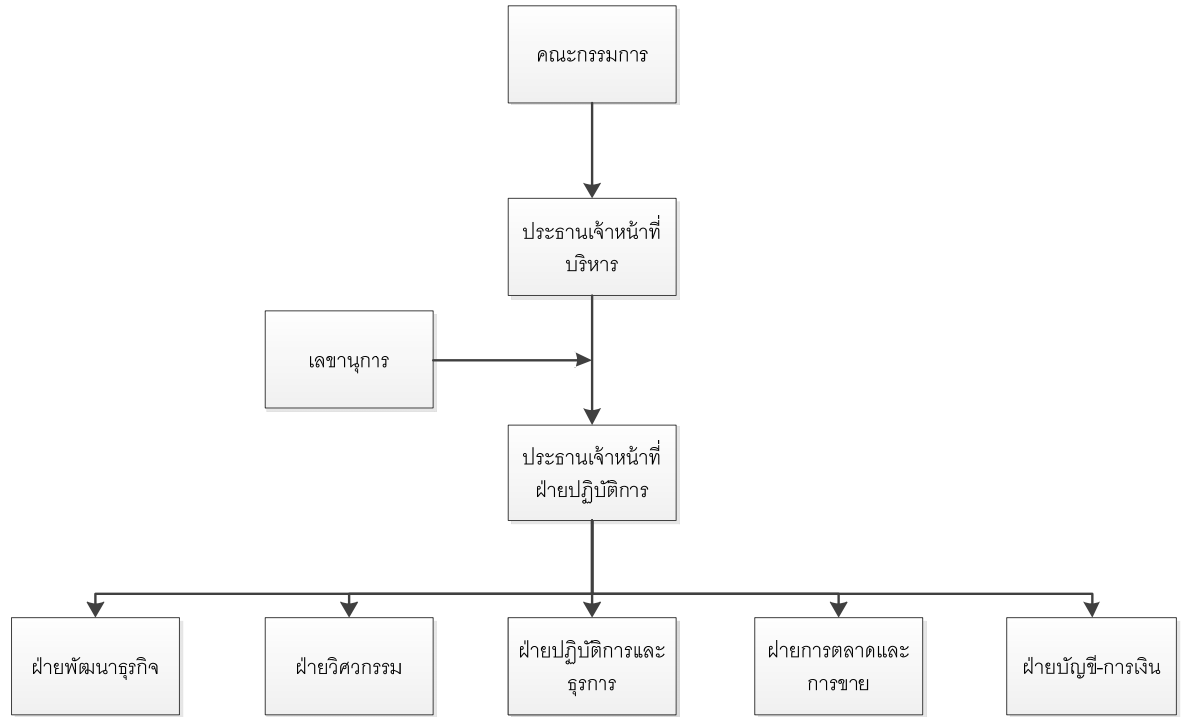 คณะกรรมการ
ประธานเจ้าหน้าที่
บริหาร
เลขานุการ
ประธานเจ้าหน้าที่
ฝ่ายปฏิบัติการ
ฝ่ายพัฒนาธุรกิจ
ฝ่ายวิศวกรรม
ฝ่ายปฏิบัติการและ
ธุรการ
ฝ่ายการตลาดและ
การขาย
ฝ่ายบัญชี-การเงิน